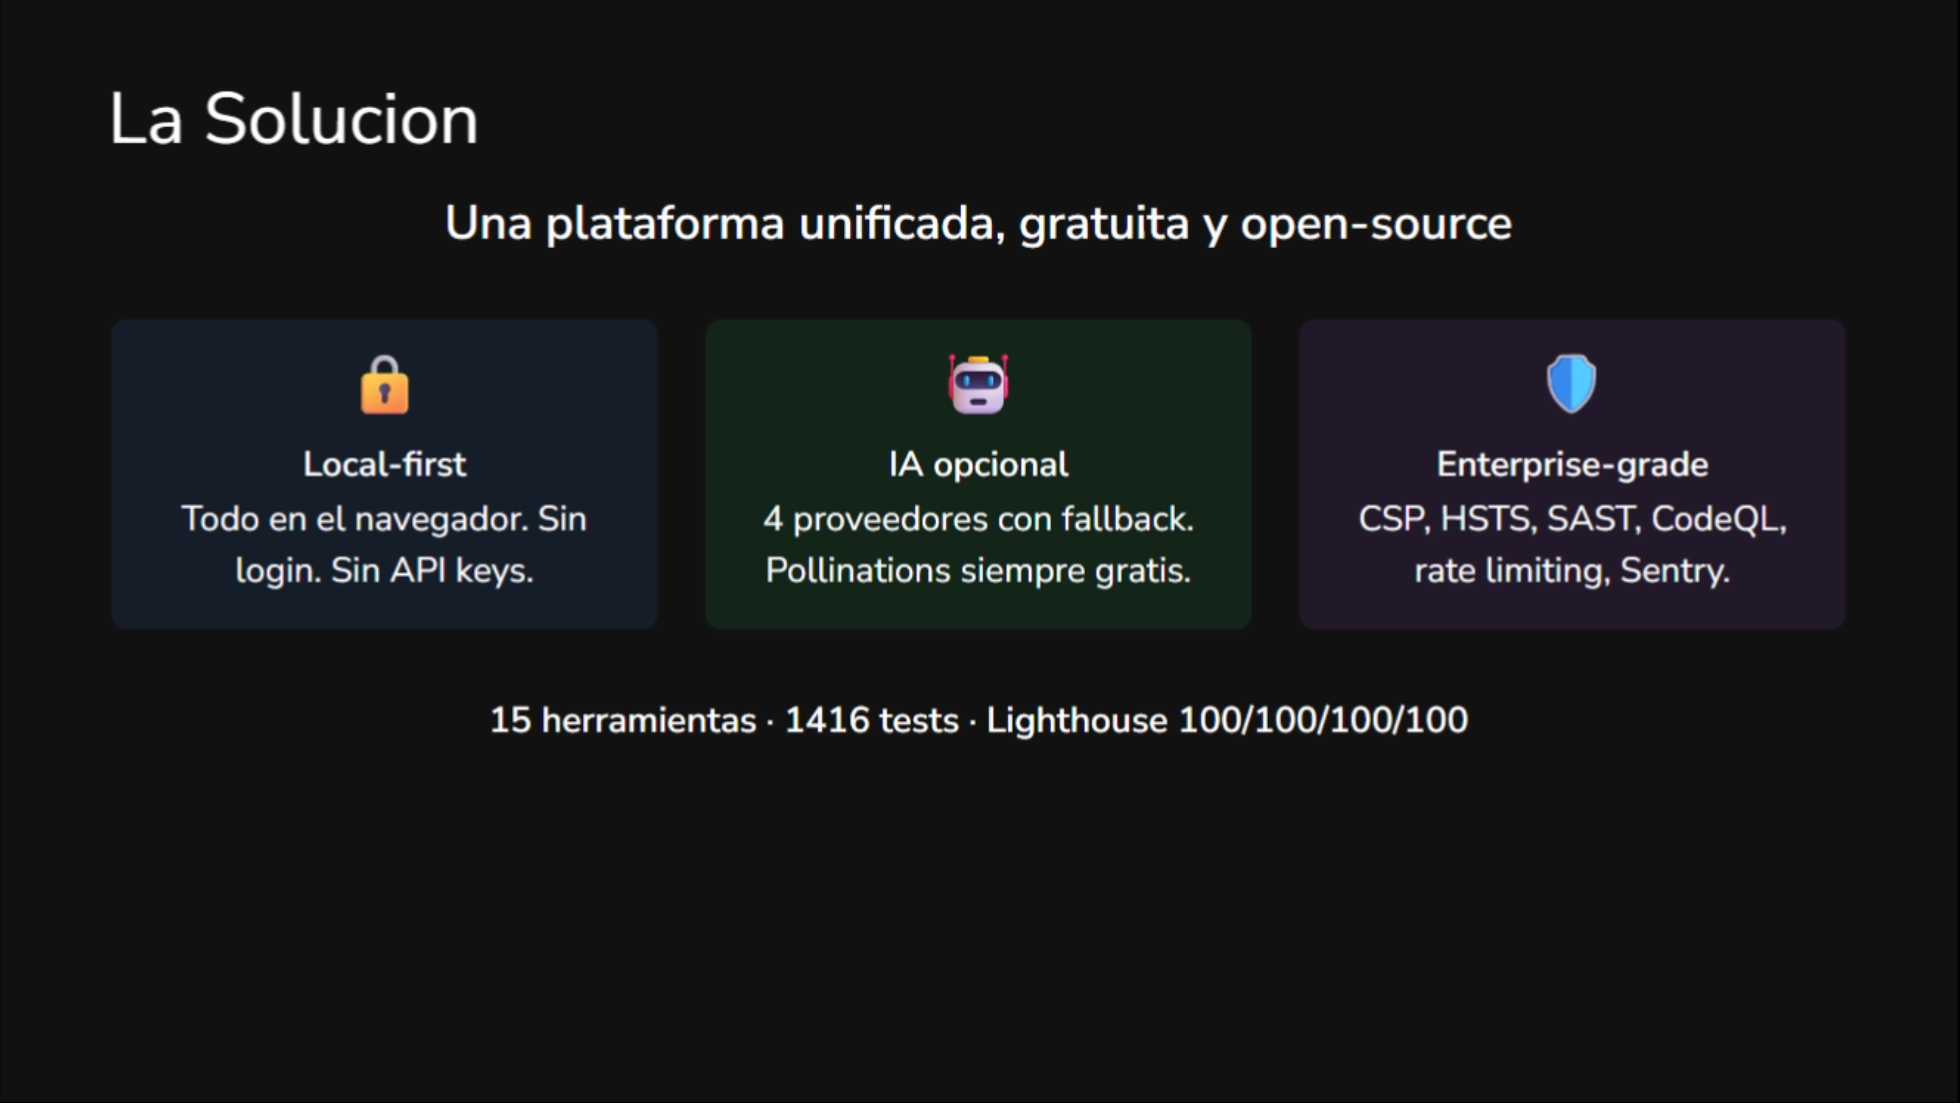 La Solucion
Una plataforma unificada, gratuita y open-source
Local-first
Todo en el navegador. Sin
login. Sin API keys.
IA opcional
4 proveedores con fallback.
Pollinations siempre gratis.
Enterprise-grade
CSP, HSTS, SAST, CodeQL,
rate limiting, Sentry.
15 herramientas · 1416 tests · Lighthouse 100/100/100/100